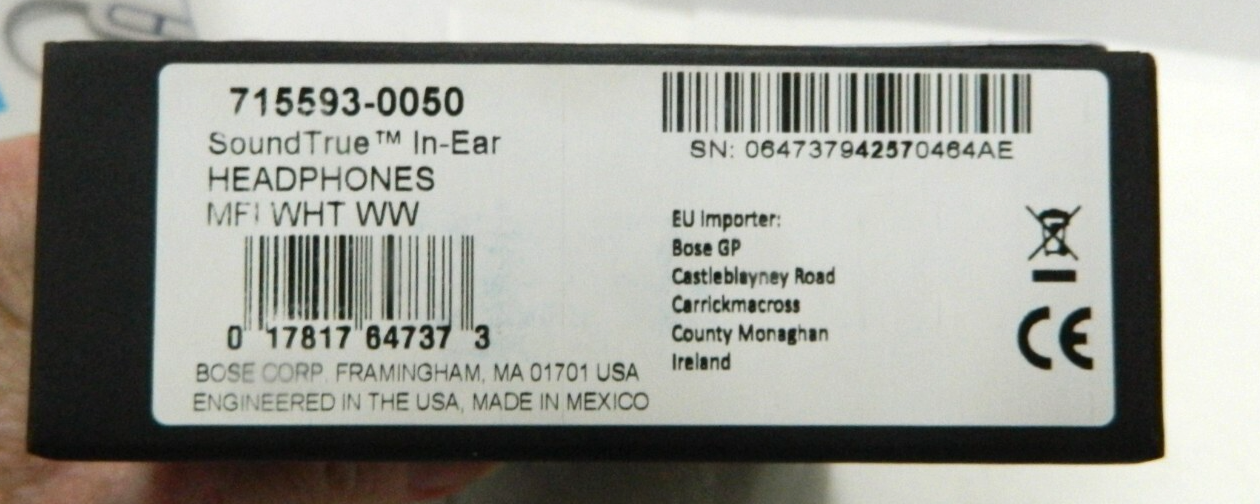 715593-0050
SoundTrue™ In-Ear
HEADPHONES
MFI WHT WW
0 17817 64737 3
BOSE CORP. FRAMINGHAM, MA 01701 USA
ENGINEERED IN THE USA, MADE IN MEXICO
SN: 064737942570464AE
EU Importer:
Bose GP
Castleblayney Road
Carrickmacross
County Monaghan
Ireland
CE